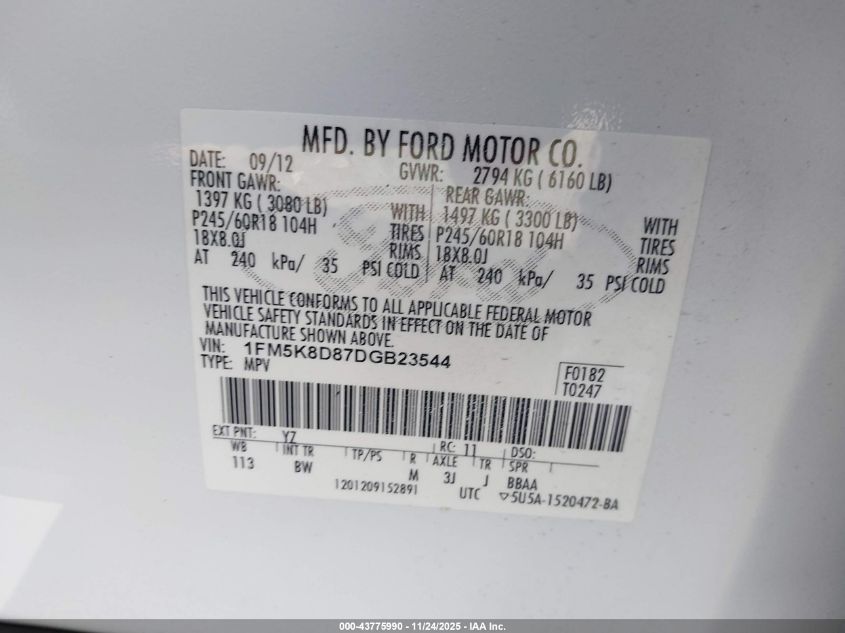 MFD. BY FORD MOTOR CO.
DATE: 09/12 GVWR: 2794 KG ( 6160 LB)
FRONT GAWR: REAR GAWR:
1397 KG ( 3080 LB) WITH 1497 KG ( 3300 LB) WITH
P245/60R18 104H TIRES P245/60R18 104H TIRES
18X8.0J RIMS 18X8.0J RIMS
AT 240 kPa/ 35 PSI COLD AT 240 kPa/ 35 PSI COLD
THIS VEHICLE CONFORMS TO ALL APPLICABLE FEDERAL MOTOR
VEHICLE SAFETY STANDARDS IN EFFECT ON THE DATE OF
MANUFACTURE SHOWN ABOVE.
VIN: 1FM5K8D87DGB23544
TYPE: MPV
F0182
T0247
EXT PNT: YZ RC: 11 DSO:
WB INT TR TP/PS R AXLE TR SPR
113 BW M 3J J BBAA
1201209152891 UTC ▽5U5A-1520472-BA
000-43775990 - 11/24/2025 - IAA Inc.